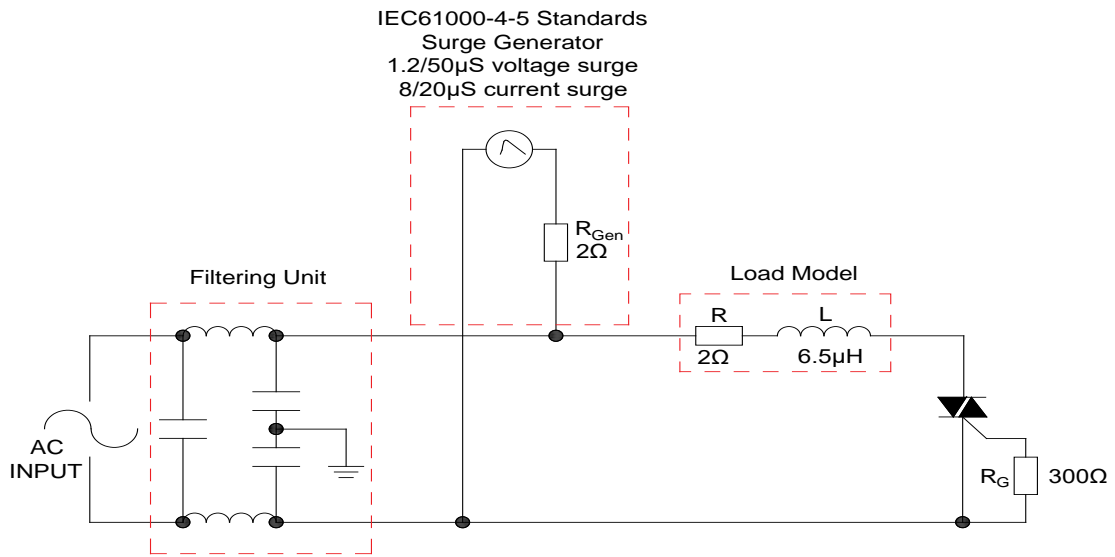 IEC61000-4-5 Standards
Surge Generator
1.2/50µS voltage surge
8/20µS current surge
R_Gen
2Ω
Filtering Unit
Load Model
R
L
2Ω
6.5µH
AC
INPUT
R_G
300Ω